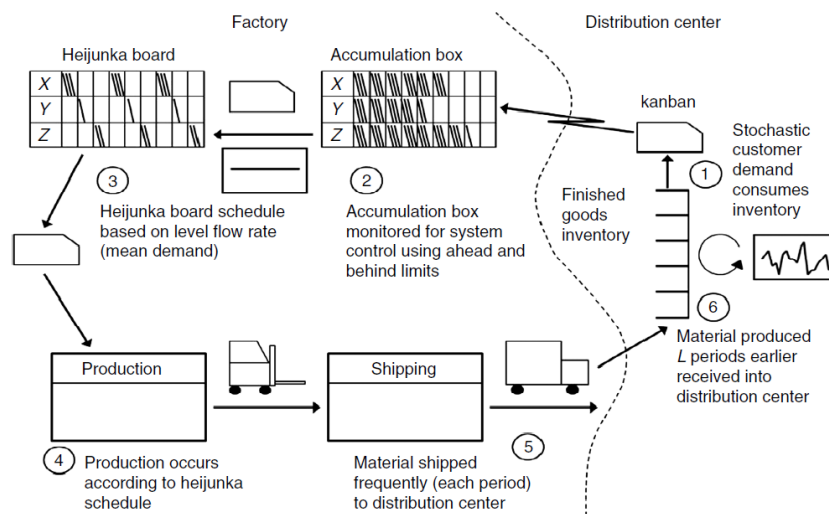 Factory
Distribution center
Heijunka board
Accumulation box
X
Y
Z
X
Y
Z
kanban
1
Stochastic
customer
demand
consumes
inventory
3
Heijunka board schedule
based on level flow rate
(mean demand)
2
Accumulation box
monitored for system
control using ahead and
behind limits
Finished
goods
inventory
6
Material produced
L periods earlier
received into
distribution center
Production
Shipping
4
Production occurs
according to heijunka
schedule
5
Material shipped
frequently (each period)
to distribution center